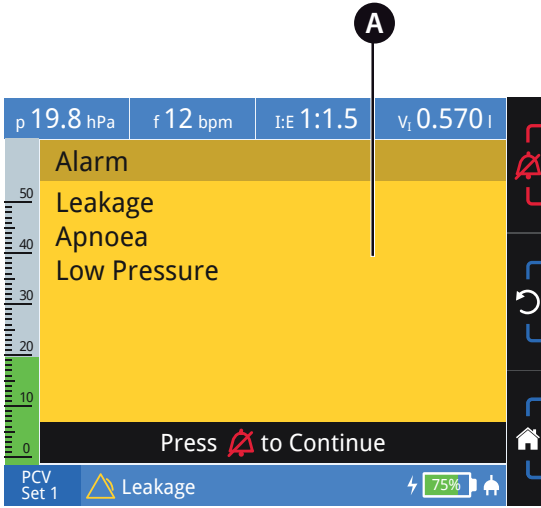 A
p 19.8 hPa f 12 bpm I:E 1:1.5 VI 0.570 l
Alarm
Leakage
Apnoea
Low Pressure
50
40
30
20
10
0
Press to Continue
PCV
Set 1
Leakage
75%